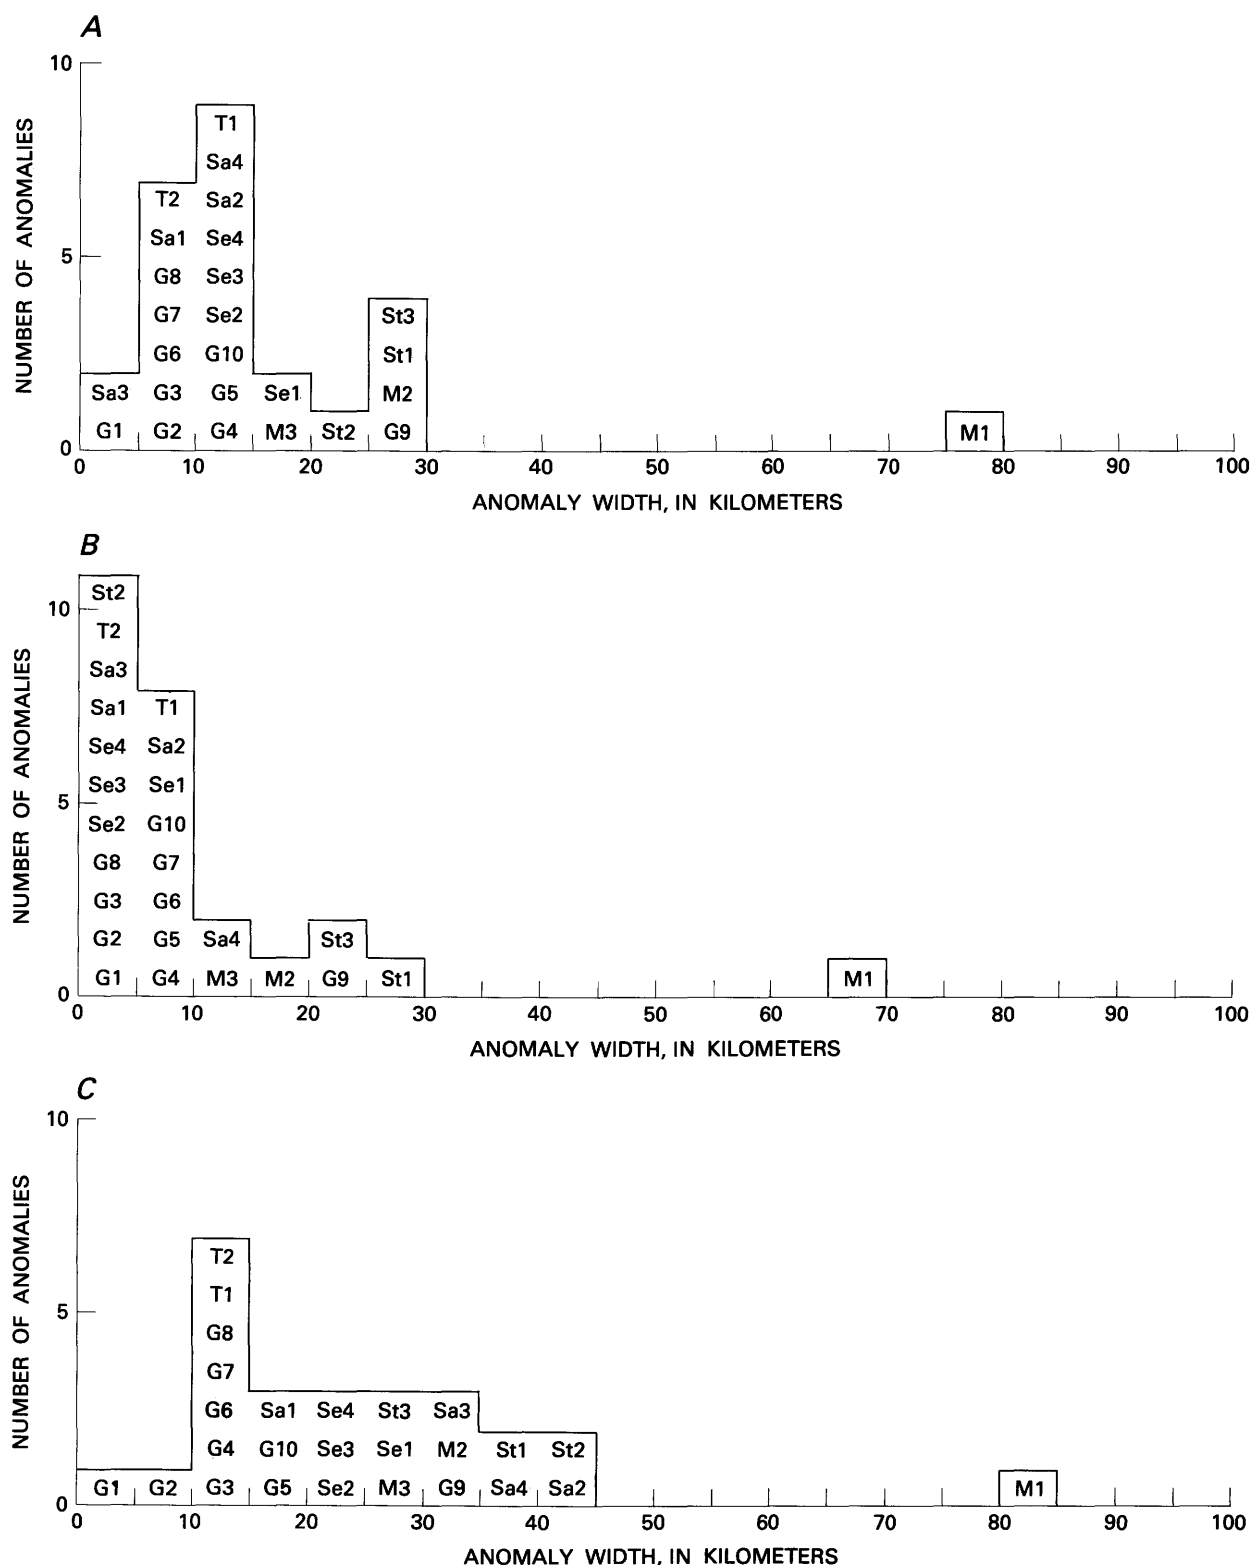 A
NUMBER OF ANOMALIES
10
T1
Sa4
T2 Sa2
Sa1 Se4
5
G8 Se3
G7 Se2 St3
G6 G10 St1
Sa3 G3 G5 Se1 M2
G1 G2 G4 M3 St2 G9 M1
0
0 10 20 30 40 50 60 70 80 90 100
ANOMALY WIDTH, IN KILOMETERS
B
NUMBER OF ANOMALIES
St2
10
T2
Sa3
Sa1 T1
Se4 Sa2
Se3 Se1
5
Se2 G10
G8 G7
G3 G6
G2 G5 Sa4 St3
G1 G4 M3 M2 G9 St1 M1
0
0 10 20 30 40 50 60 70 80 90 100
ANOMALY WIDTH, IN KILOMETERS
C
NUMBER OF ANOMALIES
10
T2
5
T1
G8
G7
G6 Sa1 Se4 St3 Sa3
G4 G10 Se3 Se1 M2 St1 St2
G1 G2 G3 G5 Se2 M3 G9 Sa4 Sa2 M1
0
0 10 20 30 40 50 60 70 80 90 100
ANOMALY WIDTH, IN KILOMETERS